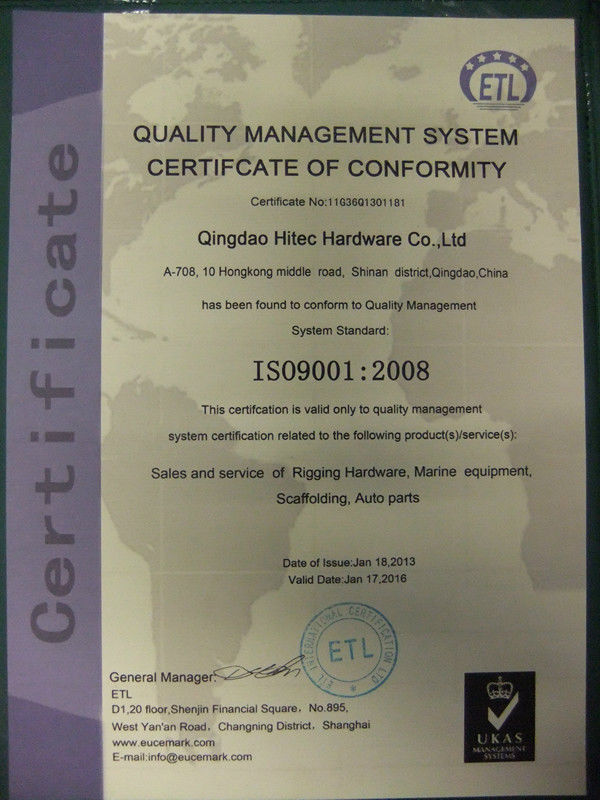 Certificate
ETL
QUALITY MANAGEMENT SYSTEM
CERTIFCATE OF CONFORMITY
Certificate No:11G36Q1301181
Qingdao Hitec Hardware Co.,Ltd
A-708, 10 Hongkong middle road, Shinan district,Qingdao,China
has been found to conform to Quality Management
System Standard:
ISO9001:2008
This certifcation is valid only to quality management
system certification related to the following product(s)/service(s):
Sales and service of Rigging Hardware, Marine equipment,
Scaffolding, Auto parts
Date of Issue:Jan 18,2013
Valid Date:Jan 17,2016
ETL INTERNATIONAL CERTIFICATION LTD
ETL
General Manager:
ETL
D1,20 floor,Shenjin Financial Square, No.895,
West Yan'an Road, Changning District, Shanghai
www.eucemark.com
E-mail:info@eucemark.com
UKAS
MANAGEMENT
SYSTEMS